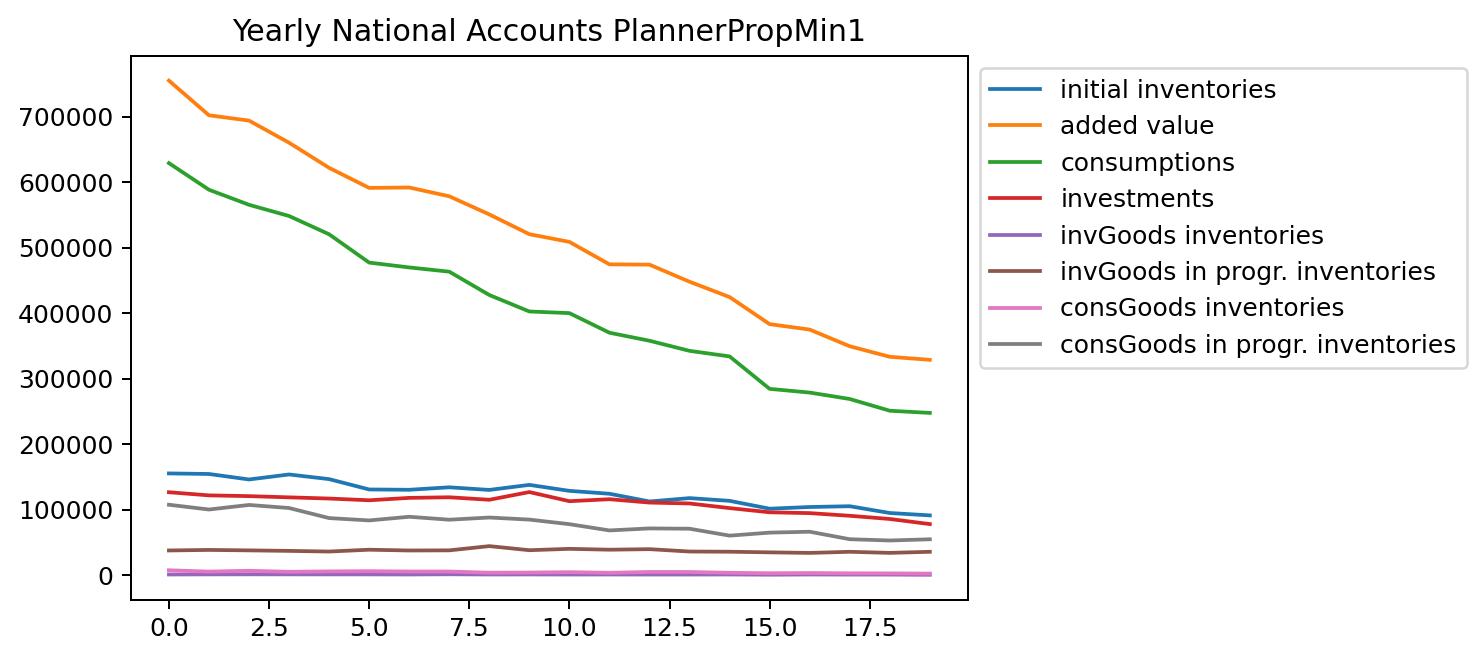 Yearly National Accounts PlannerPropMin1
700000
600000
500000
400000
300000
200000
100000
0
0.0 2.5 5.0 7.5 10.0 12.5 15.0 17.5
initial inventories
added value
consumptions
investments
invGoods inventories
invGoods in progr. inventories
consGoods inventories
consGoods in progr. inventories